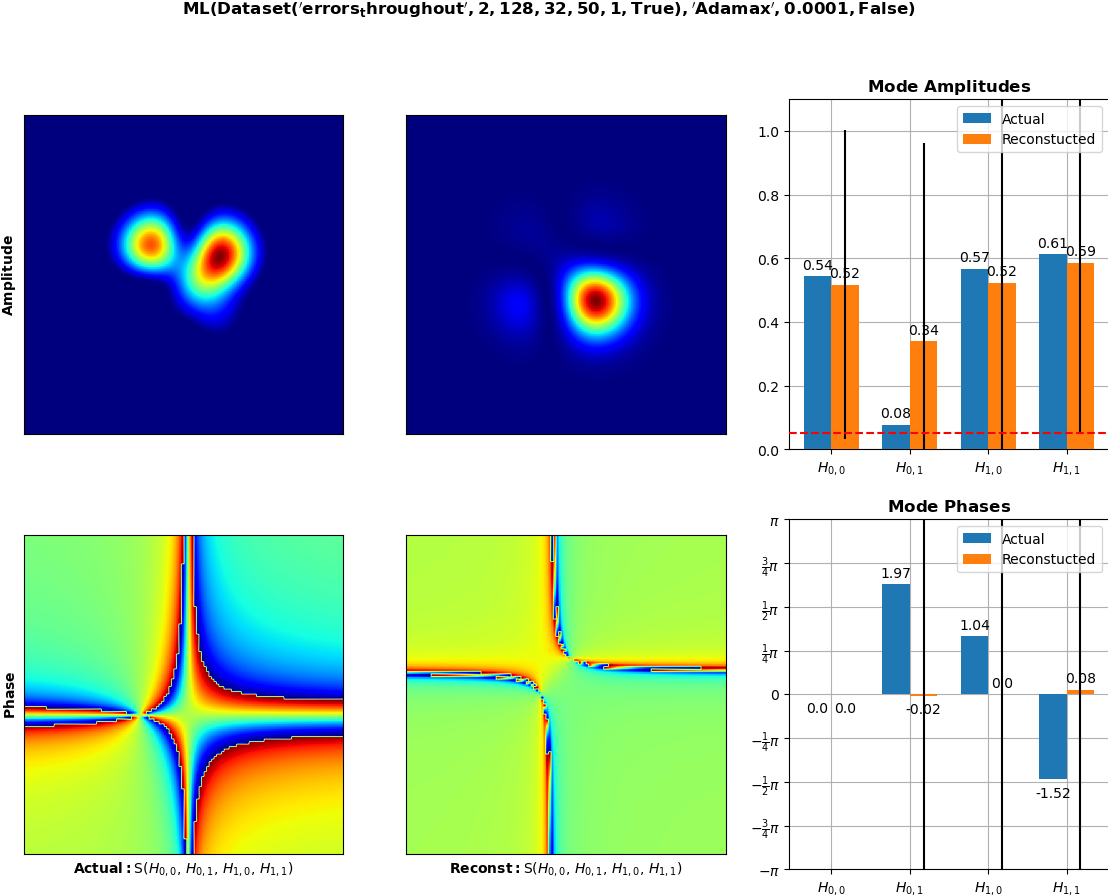 ML(Dataset('errors_throughout', 2, 128, 32, 50, 1, True), 'Adamax', 0.0001, False)
Amplitude
Mode Amplitudes
Actual
Reconstucted
1.0
0.8
0.6
0.4
0.2
0.0
0.54
0.52
0.08
0.34
0.57
0.52
0.61
0.59
H0,0
H0,1
H1,0
H1,1
Phase
Actual: S(H0,0, H0,1, H1,0, H1,1)
Reconst: S(H0,0, H0,1, H1,0, H1,1)
Mode Phases
Actual
Reconstucted
π
3/4π
1/2π
1/4π
0
−1/4π
−1/2π
−3/4π
−π
0.0
0.0
1.97
-0.02
1.04
0.0
-1.52
0.08
H0,0
H0,1
H1,0
H1,1